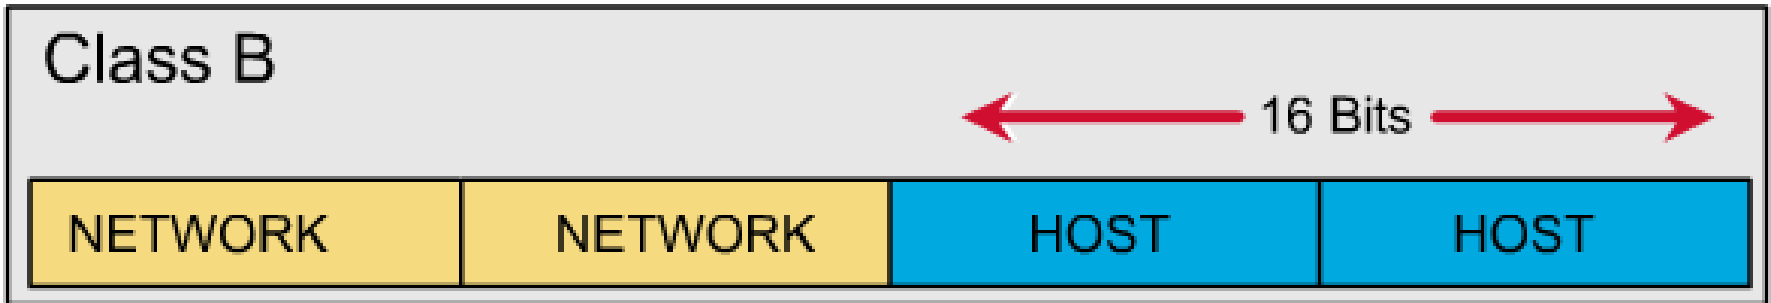 Class B
16 Bits
NETWORK NETWORK HOST HOST